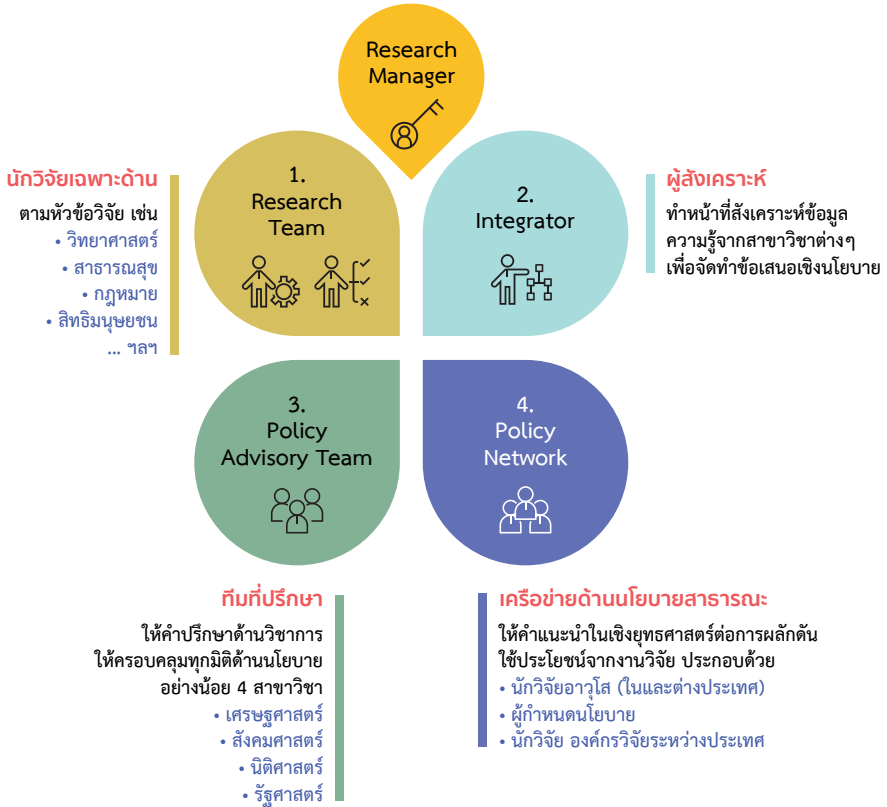 Research
Manager
1.
Research
Team
นักวิจัยเฉพาะด้าน
ตามหัวข้อวิจัย เช่น
• วิทยาศาสตร์
• สาธารณสุข
• กฎหมาย
• สิทธิมนุษยชน
... ฯลฯ
2.
Integrator
ผู้สังเคราะห์
ทำหน้าที่สังเคราะห์ข้อมูล
ความรู้จากสาขาวิชาต่างๆ
เพื่อจัดทำข้อเสนอเชิงนโยบาย
3.
Policy
Advisory Team
ทีมที่ปรึกษา
ให้คำปรึกษาด้านวิชาการ
ให้ครอบคลุมทุกมิติด้านนโยบาย
อย่างน้อย 4 สาขาวิชา
• เศรษฐศาสตร์
• สังคมศาสตร์
• นิติศาสตร์
• รัฐศาสตร์
4.
Policy
Network
เครือข่ายด้านนโยบายสาธารณะ
ให้คำแนะนำในเชิงยุทธศาสตร์ต่อการผลักดัน
ใช้ประโยชน์จากงานวิจัย ประกอบด้วย
• นักวิจัยอาวุโส (ในและต่างประเทศ)
• ผู้กำหนดนโยบาย
• นักวิจัย องค์กรวิจัยระหว่างประเทศ